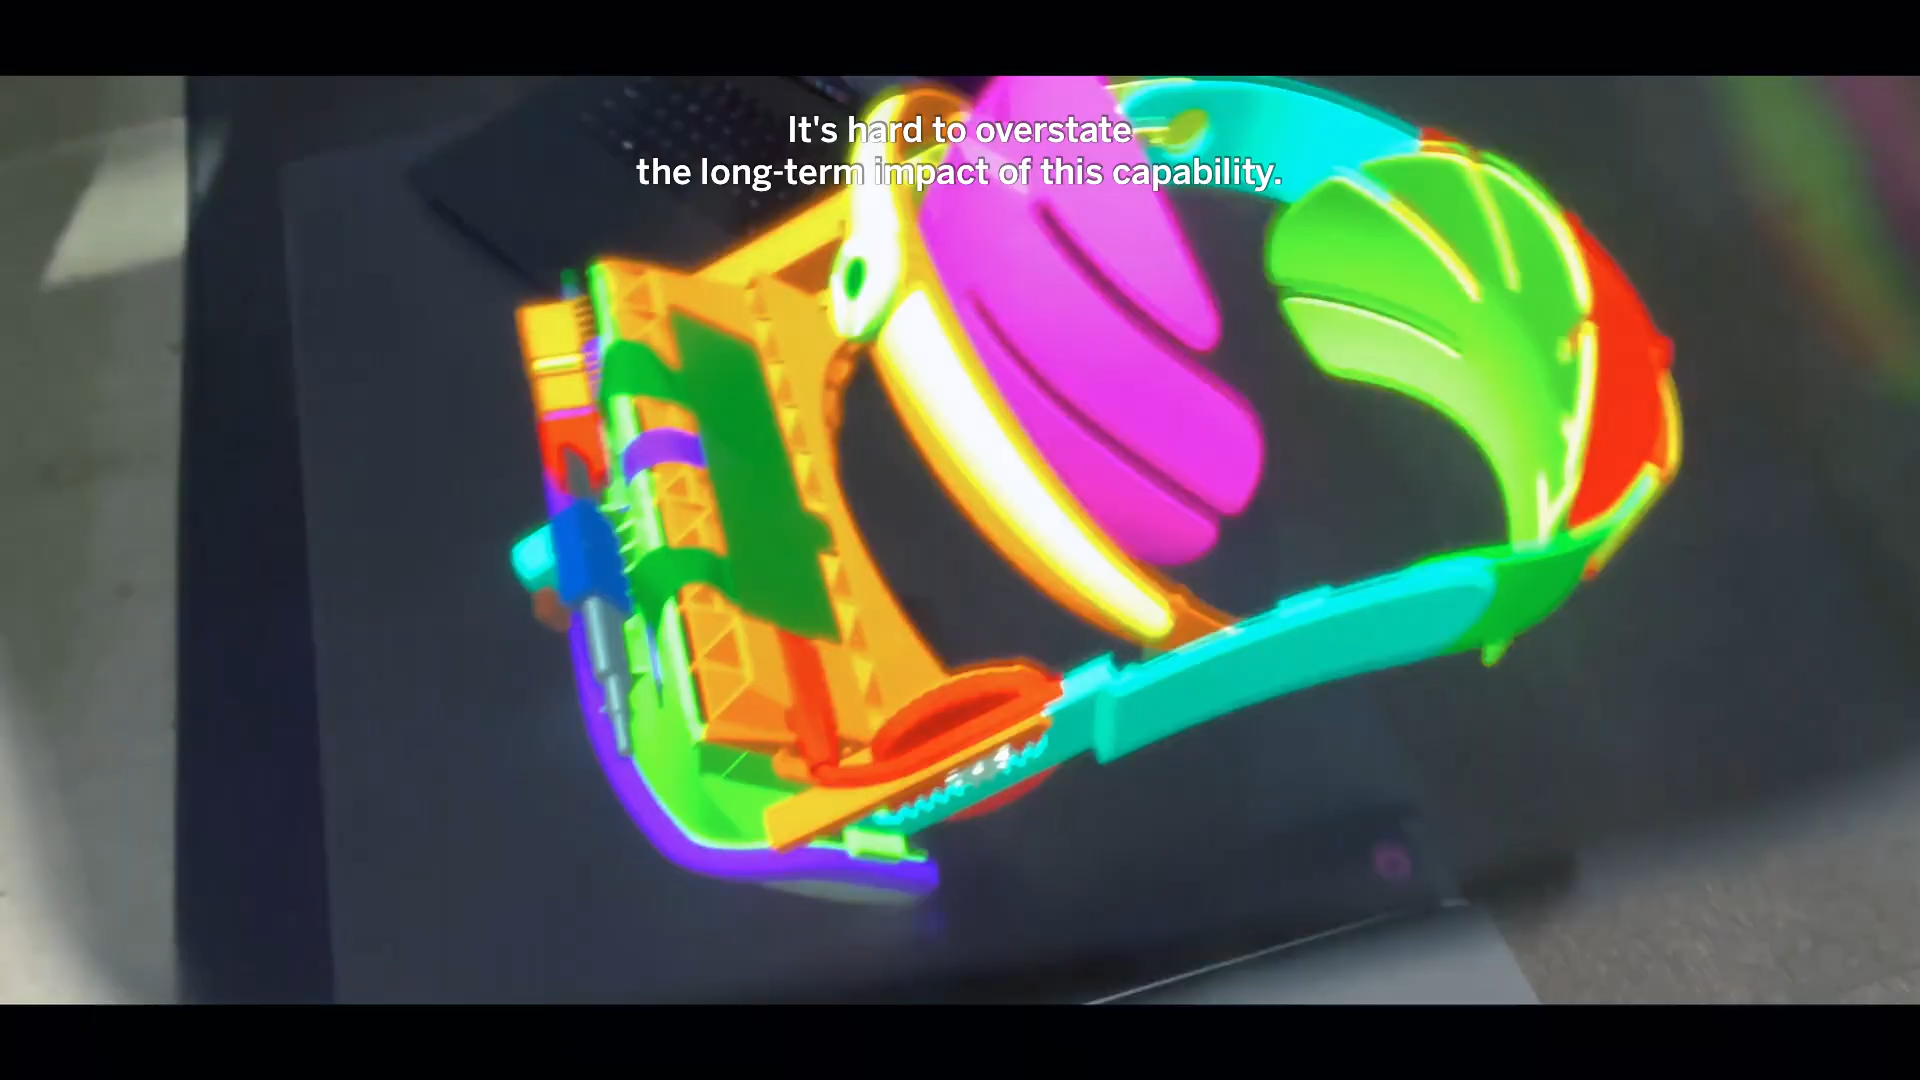 It's hard to overstate
the long-term impact of this capability.